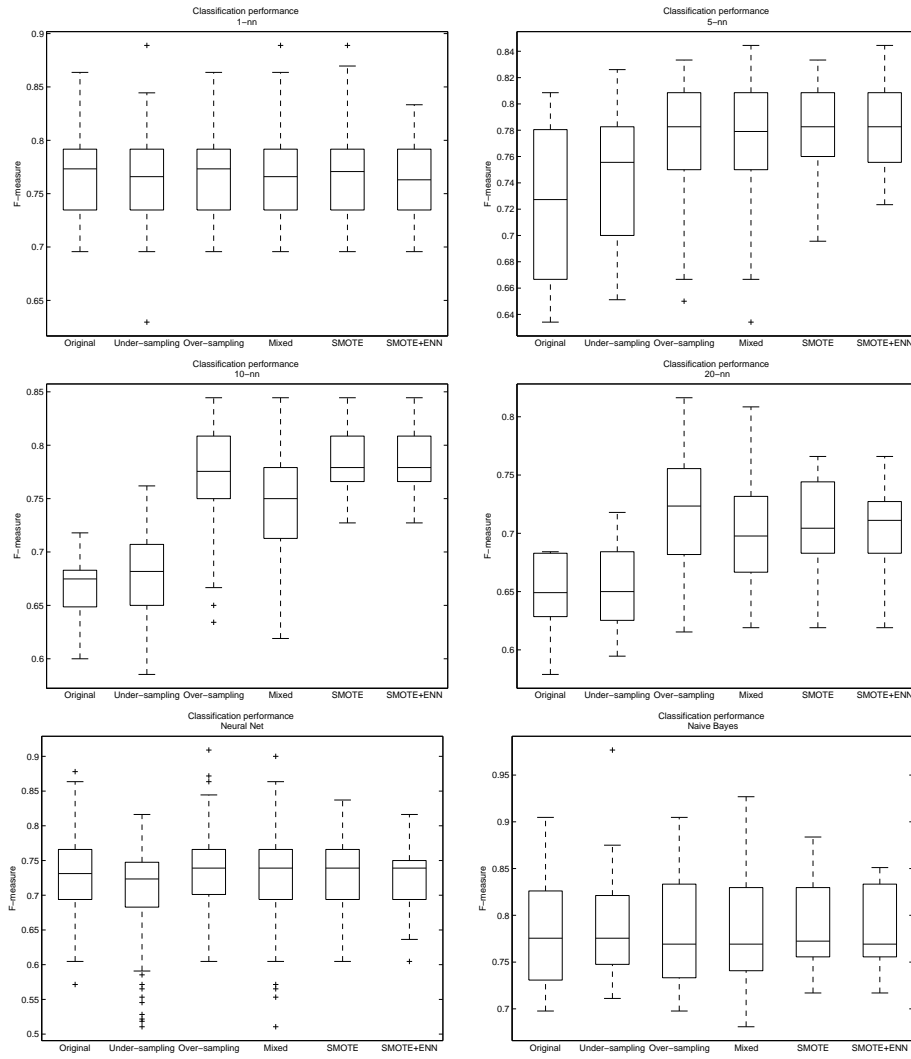 Classification performance
1−nn
0.9
0.85
0.8
0.75
0.7
0.65
F−measure
Original Under−sampling Over−sampling Mixed SMOTE SMOTE+ENN
Classification performance
5−nn
0.84
0.82
0.8
0.78
0.76
0.74
0.72
0.7
0.68
0.66
0.64
F−measure
Original Under−sampling Over−sampling Mixed SMOTE SMOTE+ENN
Classification performance
10−nn
0.85
0.8
0.75
0.7
0.65
0.6
F−measure
Original Under−sampling Over−sampling Mixed SMOTE SMOTE+ENN
Classification performance
20−nn
0.8
0.75
0.7
0.65
0.6
F−measure
Original Under−sampling Over−sampling Mixed SMOTE SMOTE+ENN
Classification performance
Neural Net
0.9
0.85
0.8
0.75
0.7
0.65
0.6
0.55
0.5
F−measure
Original Under−sampling Over−sampling Mixed SMOTE SMOTE+ENN
Classification performance
Naive Bayes
0.95
0.9
0.85
0.8
0.75
0.7
F−measure
Original Under−sampling Over−sampling Mixed SMOTE SMOTE+ENN